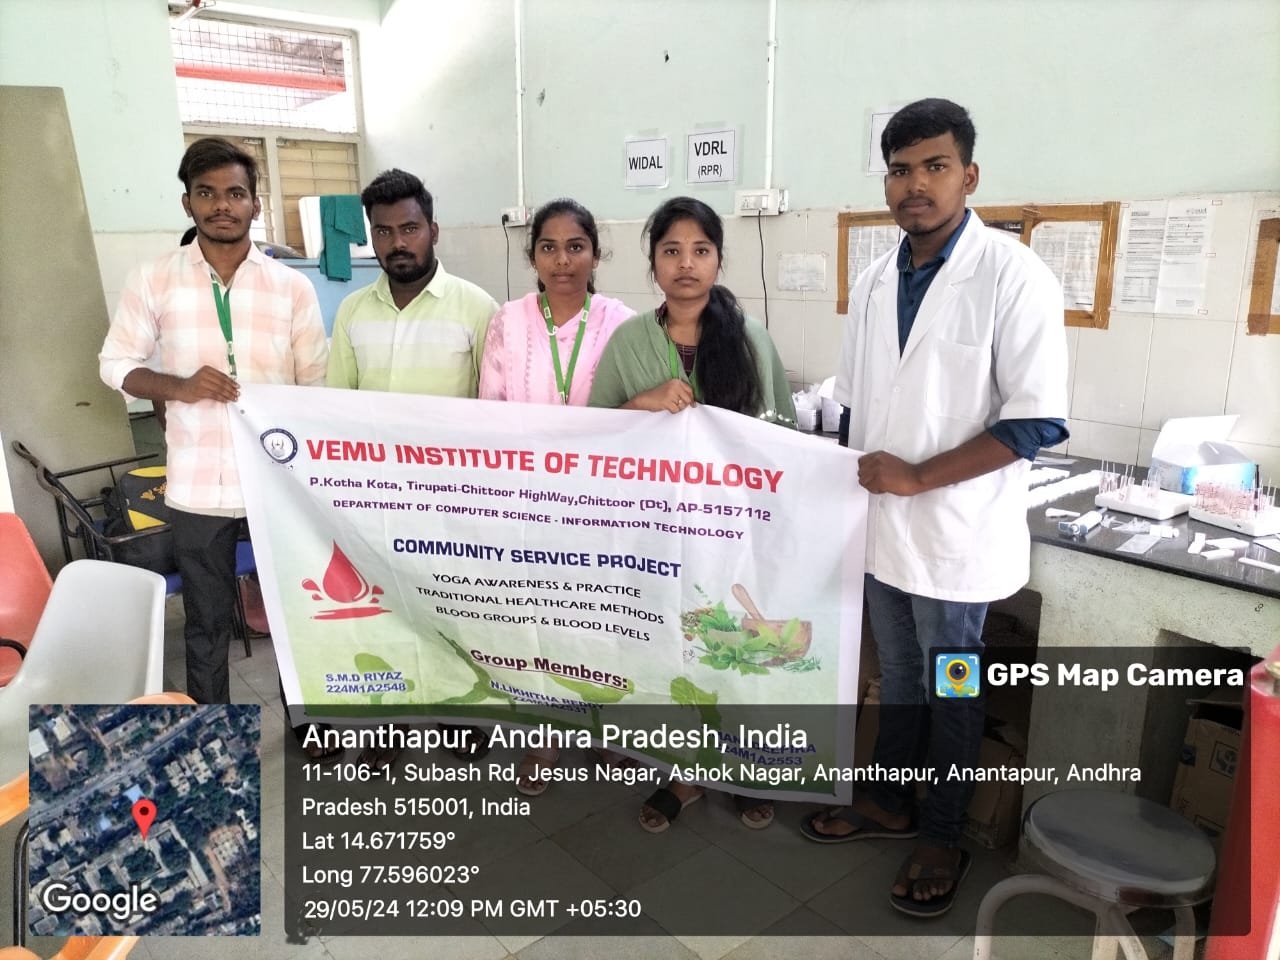 WIDAL
VDRL
(RPR)
VEMU INSTITUTE OF TECHNOLOGY
P.Kotha Kota, Tirupati-Chittoor HighWay,Chittoor (Dt), AP-5157112
DEPARTMENT OF COMPUTER SCIENCE - INFORMATION TECHNOLOGY
COMMUNITY SERVICE PROJECT
YOGA AWARENESS & PRACTICE
TRADITIONAL HEALTHCARE METHODS
BLOOD GROUPS & BLOOD LEVELS
Group Members:
S.M.D RIYAZ
224M1A2548
N.LIKHITHA REDDY
224M1A2531
GPS Map Camera
Ananthapur, Andhra Pradesh, India
11-106-1, Subash Rd, Jesus Nagar, Ashok Nagar, Ananthapur, Anantapur, Andhra
Pradesh 515001, India
Lat 14.671759°
Long 77.596023°
29/05/24 12:09 PM GMT +05:30
Google